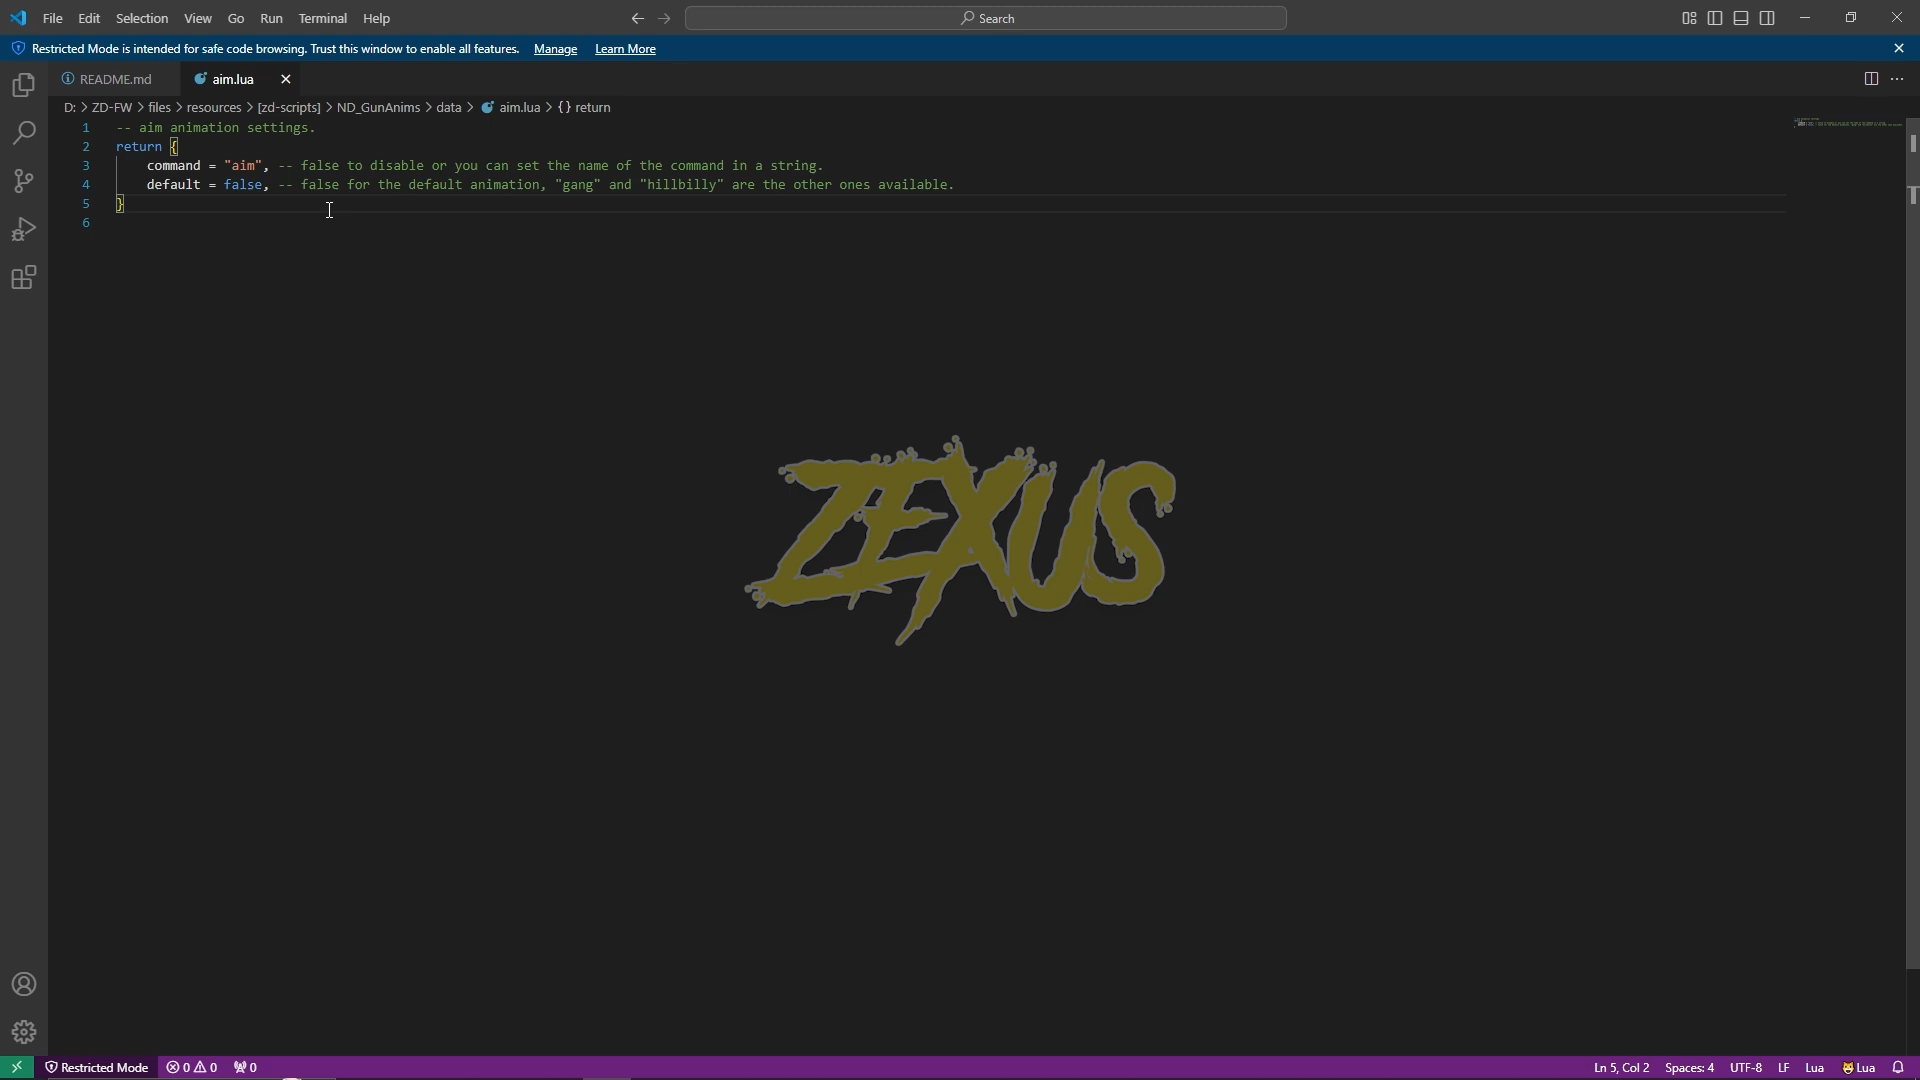 File Edit Selection View Go Run Terminal Help
Search
Restricted Mode is intended for safe code browsing. Trust this window to enable all features. Manage Learn More
README.md aim.lua
D: > ZD-FW > files > resources > [zd-scripts] > ND_GunAnims > data > aim.lua > {} return
1 -- aim animation settings.
2 return {
3 command = "aim", -- false to disable or you can set the name of the command in a string.
4 default = false, -- false for the default animation, "gang" and "hillbilly" are the other ones available.
5 }
6
ZEXUS
Restricted Mode 0 0 0 Ln 5, Col 2 Spaces: 4 UTF-8 LF Lua Lua